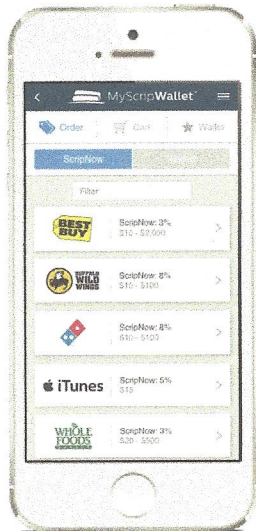 MyScripWallet
Order Cart Wallet
ScripNow
Filter
BEST BUY
ScripNow: 3%
$10 - $2,000
BUFFALO WILD WINGS
ScripNow: 8%
$10 - $100
ScripNow: 8%
$10 - $100
iTunes
ScripNow: 5%
$15
WHOLE FOODS
ScripNow: 3%
$20 - $500